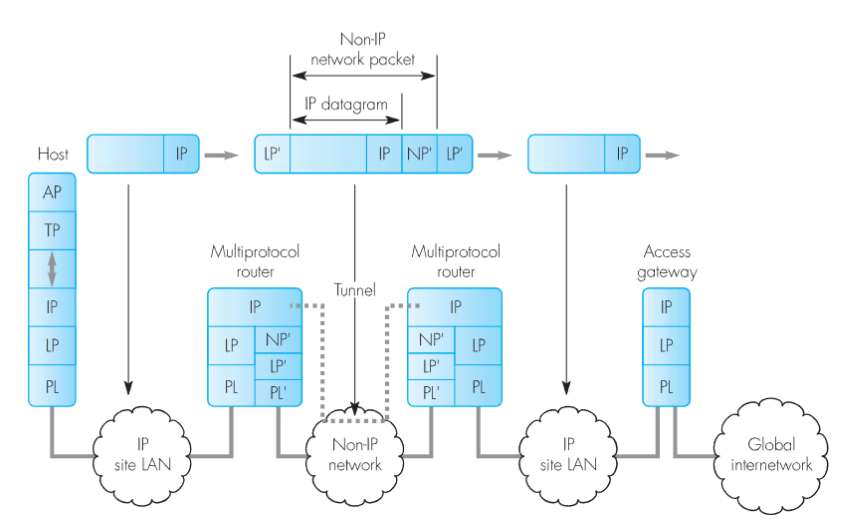 Non-IP
network packet
IP datagram
IP
LP'
IP
NP'
LP'
IP
Host
AP
TP
IP
LP
PL
Multiprotocol
router
IP
LP
NP'
LP'
PL
PL'
Tunnel
Multiprotocol
router
IP
NP'
LP
LP'
PL'
PL
Access
gateway
IP
LP
PL
IP
site LAN
Non-IP
network
IP
site LAN
Global
internetwork